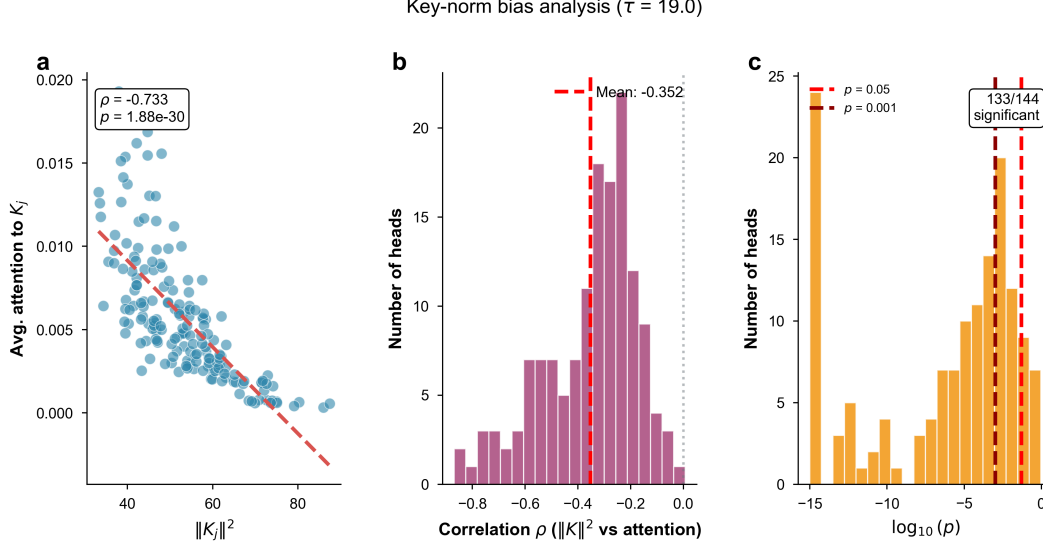 Key-norm bias analysis (τ = 19.0)
a
ρ = -0.733
p = 1.88e-30
Avg. attention to K_j
0.020
0.015
0.010
0.005
0.000
40
60
80
‖K_j‖²
b
Mean: -0.352
Number of heads
20
15
10
5
0
−0.8
−0.6
−0.4
−0.2
0.0
Correlation ρ (‖K‖² vs attention)
c
p = 0.05
p = 0.001
133/144
significant
Number of heads
25
20
15
10
5
0
−15
−10
−5
0
log₁₀(p)